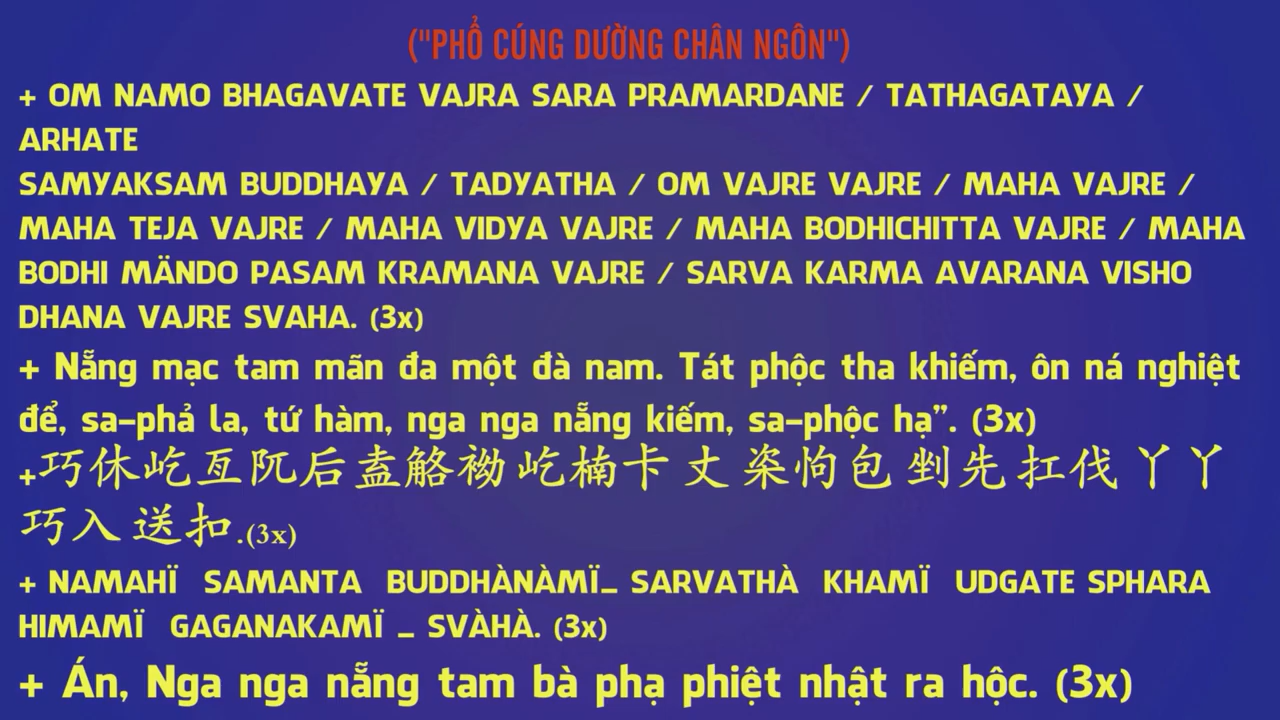 ("PHỔ CÚNG DƯỜNG CHÂN NGÔN")
+ OM NAMO BHAGAVATE VAJRA SARA PRAMARDANE / TATHAGATAYA /
ARHATE
SAMYAKSAM BUDDHAYA / TADYATHA / OM VAJRE VAJRE / MAHA VAJRE /
MAHA TEJA VAJRE / MAHA VIDYA VAJRE / MAHA BODHICHITTA VAJRE / MAHA
BODHI MÄNDO PASAM KRAMANA VAJRE / SARVA KARMA AVARANA VISHO
DHANA VAJRE SVAHA. (3x)
+ Nẵng mạc tam mãn đa một đà nam. Tát phộc tha khiếm, ôn ná nghiệt
để, sa-phả la, tứ hàm, nga nga nẵng kiếm, sa-phộc hạ”. (3x)
+巧休屹亙阮后盍觡袎屹楠卡丈楶怐包剉先扛伐丫丫
巧入送扣.(3x)
+ NAMAHÏ SAMANTA BUDDHÀNÀMÏ_ SARVATHÀ KHAMÏ UDGATE SPHARA
HIMAMÏ GAGANAKAMÏ _ SVÀHÀ. (3x)
+ Án, Nga nga nẵng tam bà phạ phiệt nhật ra hộc. (3x)